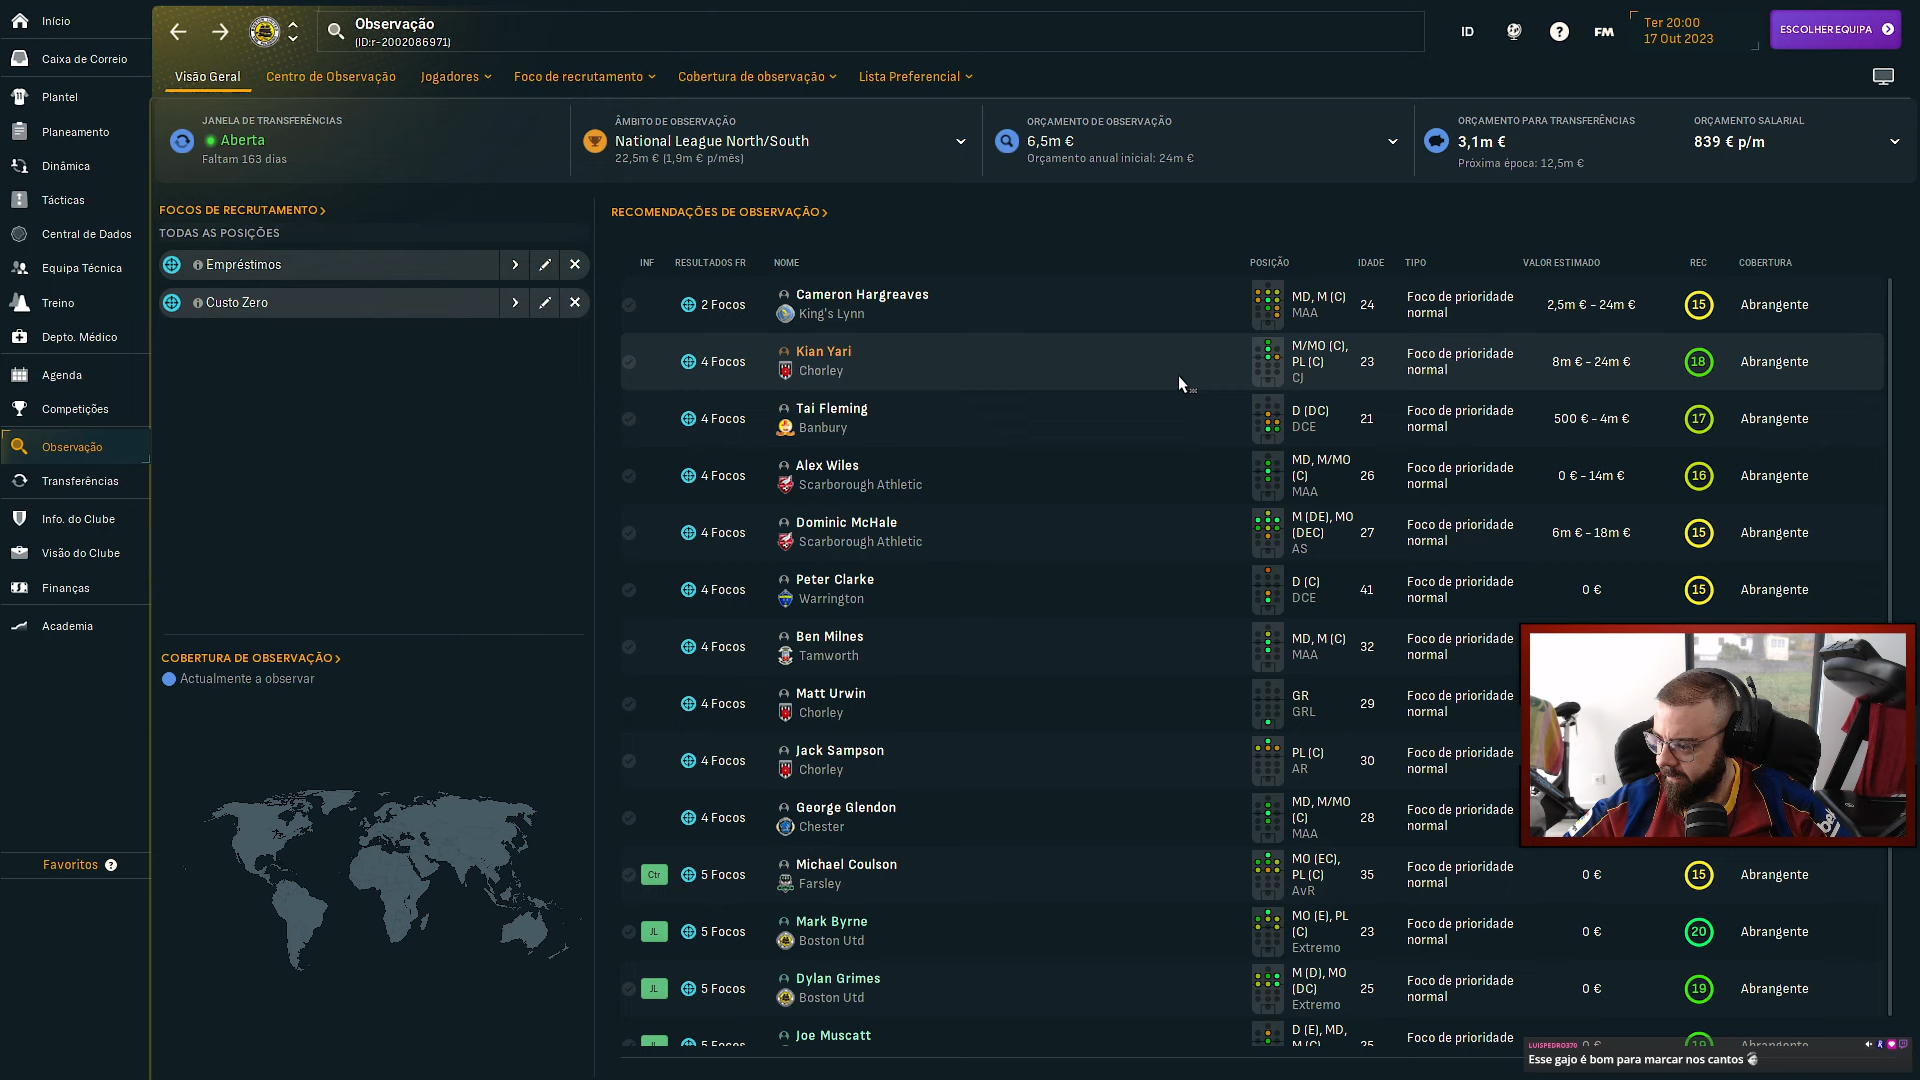 Início
Caixa de Correio
Plantel
Planeamento
Dinâmica
Tácticas
Central de Dados
Equipa Técnica
Treino
Depto. Médico
Agenda
Competições
Observação
Transferências
Info. do Clube
Visão do Clube
Finanças
Academia
Favoritos ?
Observação
(ID:r-2002086971)
ID
?
FM
Ter 20:00
17 Out 2023
ESCOLHER EQUIPA
Visão Geral
Centro de Observação
Jogadores
Foco de recrutamento
Cobertura de observação
Lista Preferencial
JANELA DE TRANSFERÊNCIAS
Aberta
Faltam 163 dias
ÂMBITO DE OBSERVAÇÃO
National League North/South
22,5m € (1,9m € p/mês)
ORÇAMENTO DE OBSERVAÇÃO
6,5m €
Orçamento anual inicial: 24m €
ORÇAMENTO PARA TRANSFERÊNCIAS
3,1m €
Próxima época: 12,5m €
ORÇAMENTO SALARIAL
839 € p/m
FOCOS DE RECRUTAMENTO
TODAS AS POSIÇÕES
Empréstimos
Custo Zero
COBERTURA DE OBSERVAÇÃO
Actualmente a observar
RECOMENDAÇÕES DE OBSERVAÇÃO
INF RESULTADOS FR NOME POSIÇÃO IDADE TIPO VALOR ESTIMADO REC COBERTURA
2 Focos Cameron Hargreaves King's Lynn MD, M (C) MAA 24 Foco de prioridade normal 2,5m € - 24m € 15 Abrangente
4 Focos Kian Yari Chorley M/MO (C), PL (C) CJ 23 Foco de prioridade normal 8m € - 24m € 18 Abrangente
4 Focos Tai Fleming Banbury D (DC) DCE 21 Foco de prioridade normal 500 € - 4m € 17 Abrangente
4 Focos Alex Wiles Scarborough Athletic MD, M/MO (C) MAA 26 Foco de prioridade normal 0 € - 14m € 16 Abrangente
4 Focos Dominic McHale Scarborough Athletic M (DE), MO (DEC) AS 27 Foco de prioridade normal 6m € - 18m € 15 Abrangente
4 Focos Peter Clarke Warrington D (C) DCE 41 Foco de prioridade normal 0 € 15 Abrangente
4 Focos Ben Milnes Tamworth MD, M (C) MAA 32 Foco de prioridade normal
4 Focos Matt Urwin Chorley GR GRL 29 Foco de prioridade normal
4 Focos Jack Sampson Chorley PL (C) AR 30 Foco de prioridade normal
4 Focos George Glendon Chester MD, M/MO (C) MAA 28 Foco de prioridade normal
Ctr 5 Focos Michael Coulson Farsley MO (EC), PL (C) AvR 35 Foco de prioridade normal 0 € 15 Abrangente
JL 5 Focos Mark Byrne Boston Utd MO (E), PL (C) Extremo 23 Foco de prioridade normal 0 € 20 Abrangente
JL 5 Focos Dylan Grimes Boston Utd M (D), MO (DC) Extremo 25 Foco de prioridade normal 0 € 19 Abrangente
Joe Muscatt D (E), MD, Foco de prioridade
LUISPEDRO370
Esse gajo é bom para marcar nos cantos